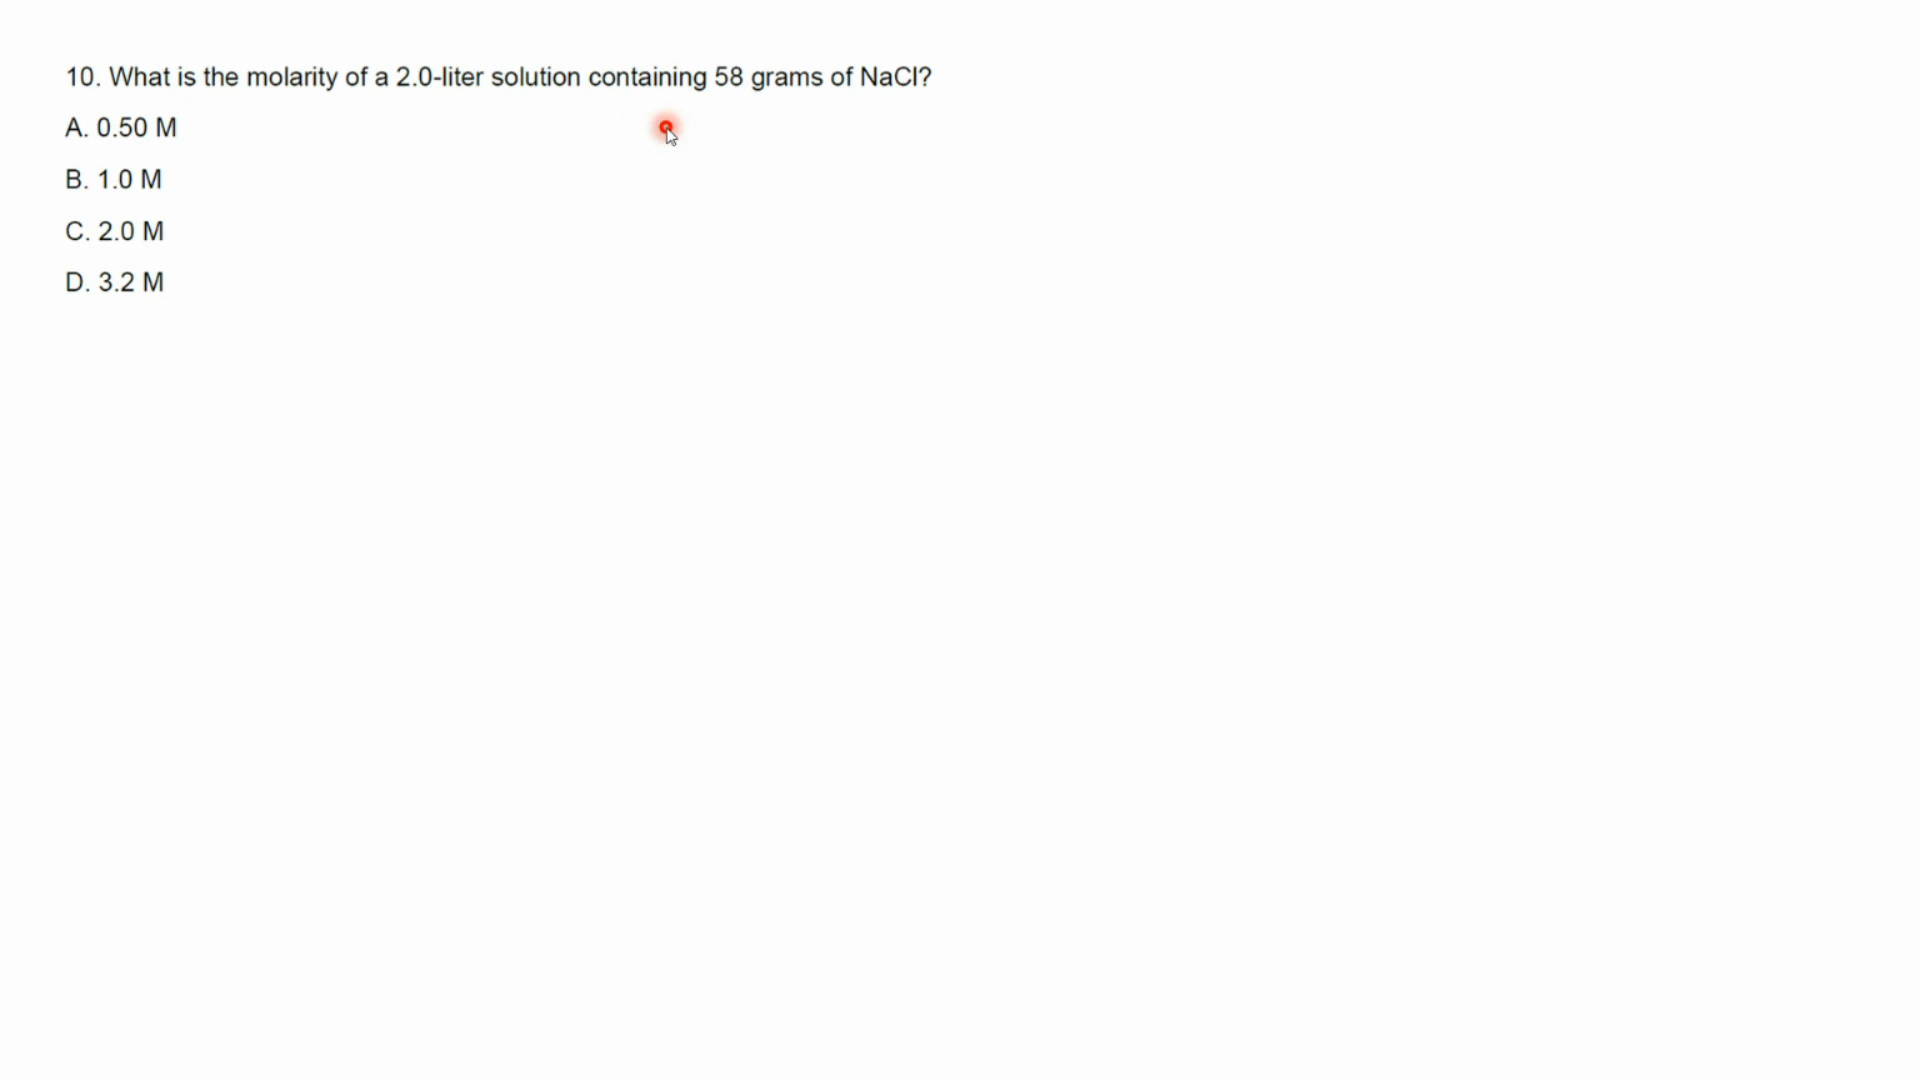 10. What is the molarity of a 2.0-liter solution containing 58 grams of NaCl?
A. 0.50 M
B. 1.0 M
C. 2.0 M
D. 3.2 M